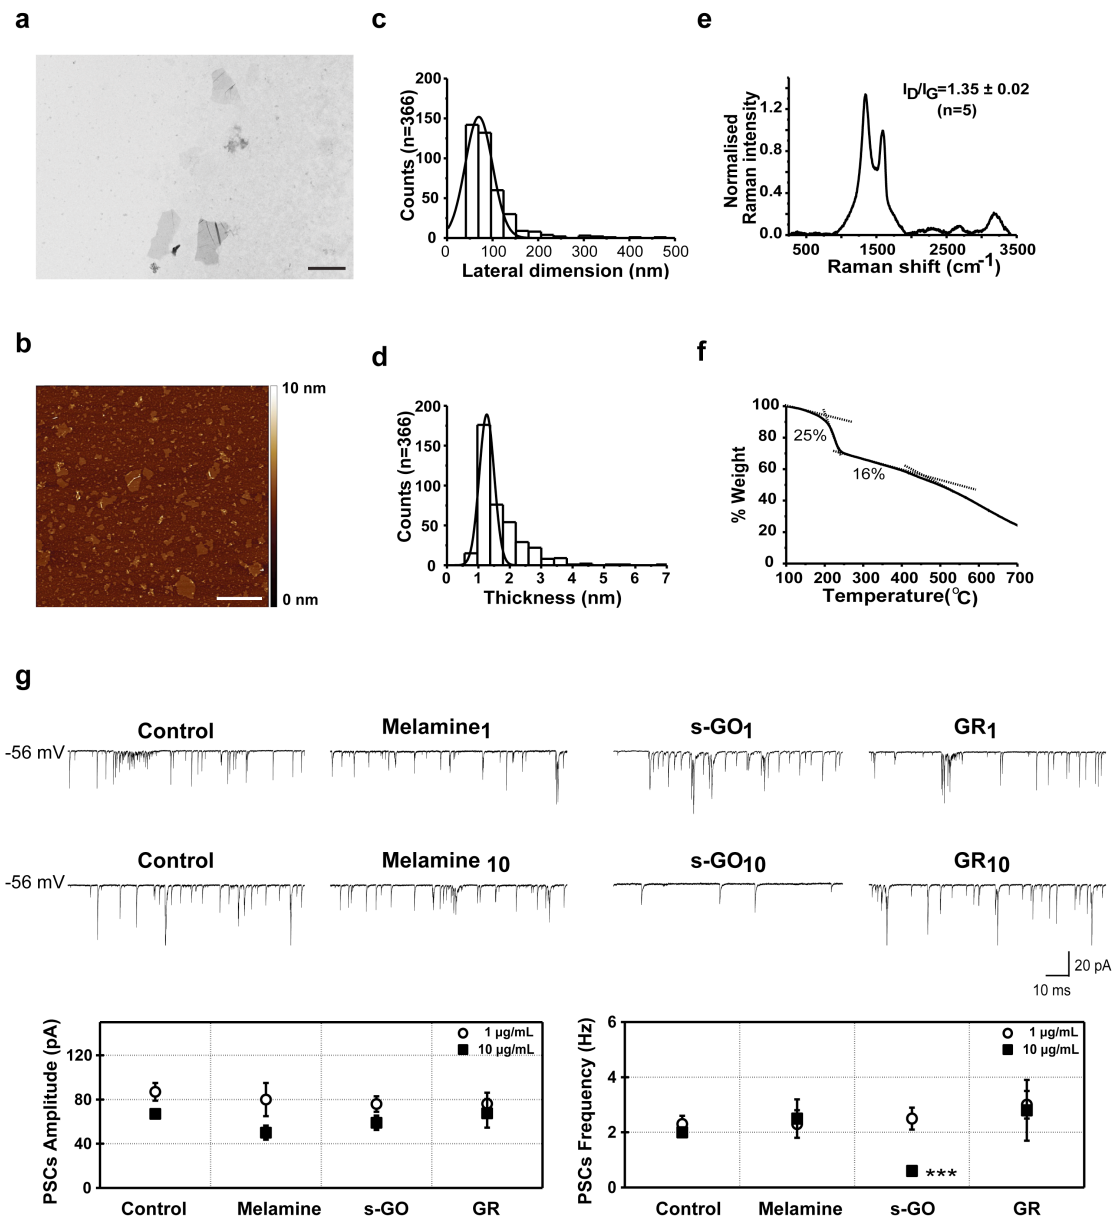 a
b
10 nm
0 nm
c
Counts (n=366)
200
150
100
50
0
0 100 200 300 400 500
Lateral dimension (nm)
d
Counts (n=366)
200
150
100
50
0
0 1 2 3 4 5 6 7
Thickness (nm)
e
Normalised
Raman intensity
1.2
0.8
0.4
0.0
500 1500 2500 3500
Raman shift (cm-1)
ID/IG=1.35 ± 0.02
(n=5)
f
% Weight
100
80
60
40
20
0
25%
16%
100 200 300 400 500 600 700
Temperature(°C)
g
Control Melamine1 s-GO1 GR1
-56 mV
Control Melamine 10 s-GO10 GR10
-56 mV
20 pA
10 ms
PSCs Amplitude (pA)
120
80
40
0
1 µg/mL
10 µg/mL
Control Melamine s-GO GR
PSCs Frequency (Hz)
6
4
2
0
1 µg/mL
10 µg/mL
***
Control Melamine s-GO GR